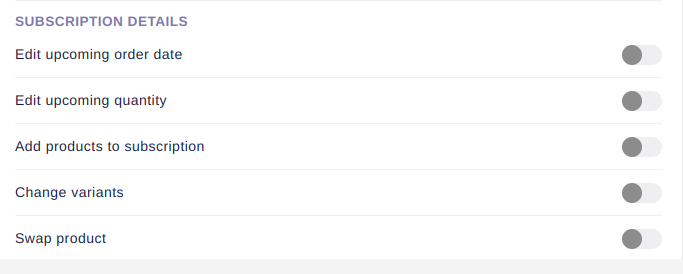 SUBSCRIPTION DETAILS
Edit upcoming order date
Edit upcoming quantity
Add products to subscription
Change variants
Swap product